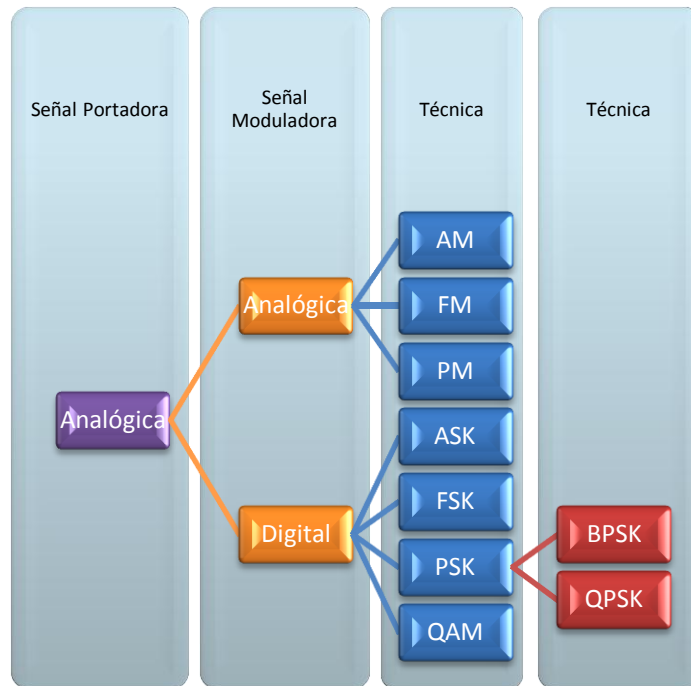 Señal Portadora
Señal
Moduladora
Técnica
Técnica
Analógica
Analógica
Digital
AM
FM
PM
ASK
FSK
PSK
QAM
BPSK
QPSK